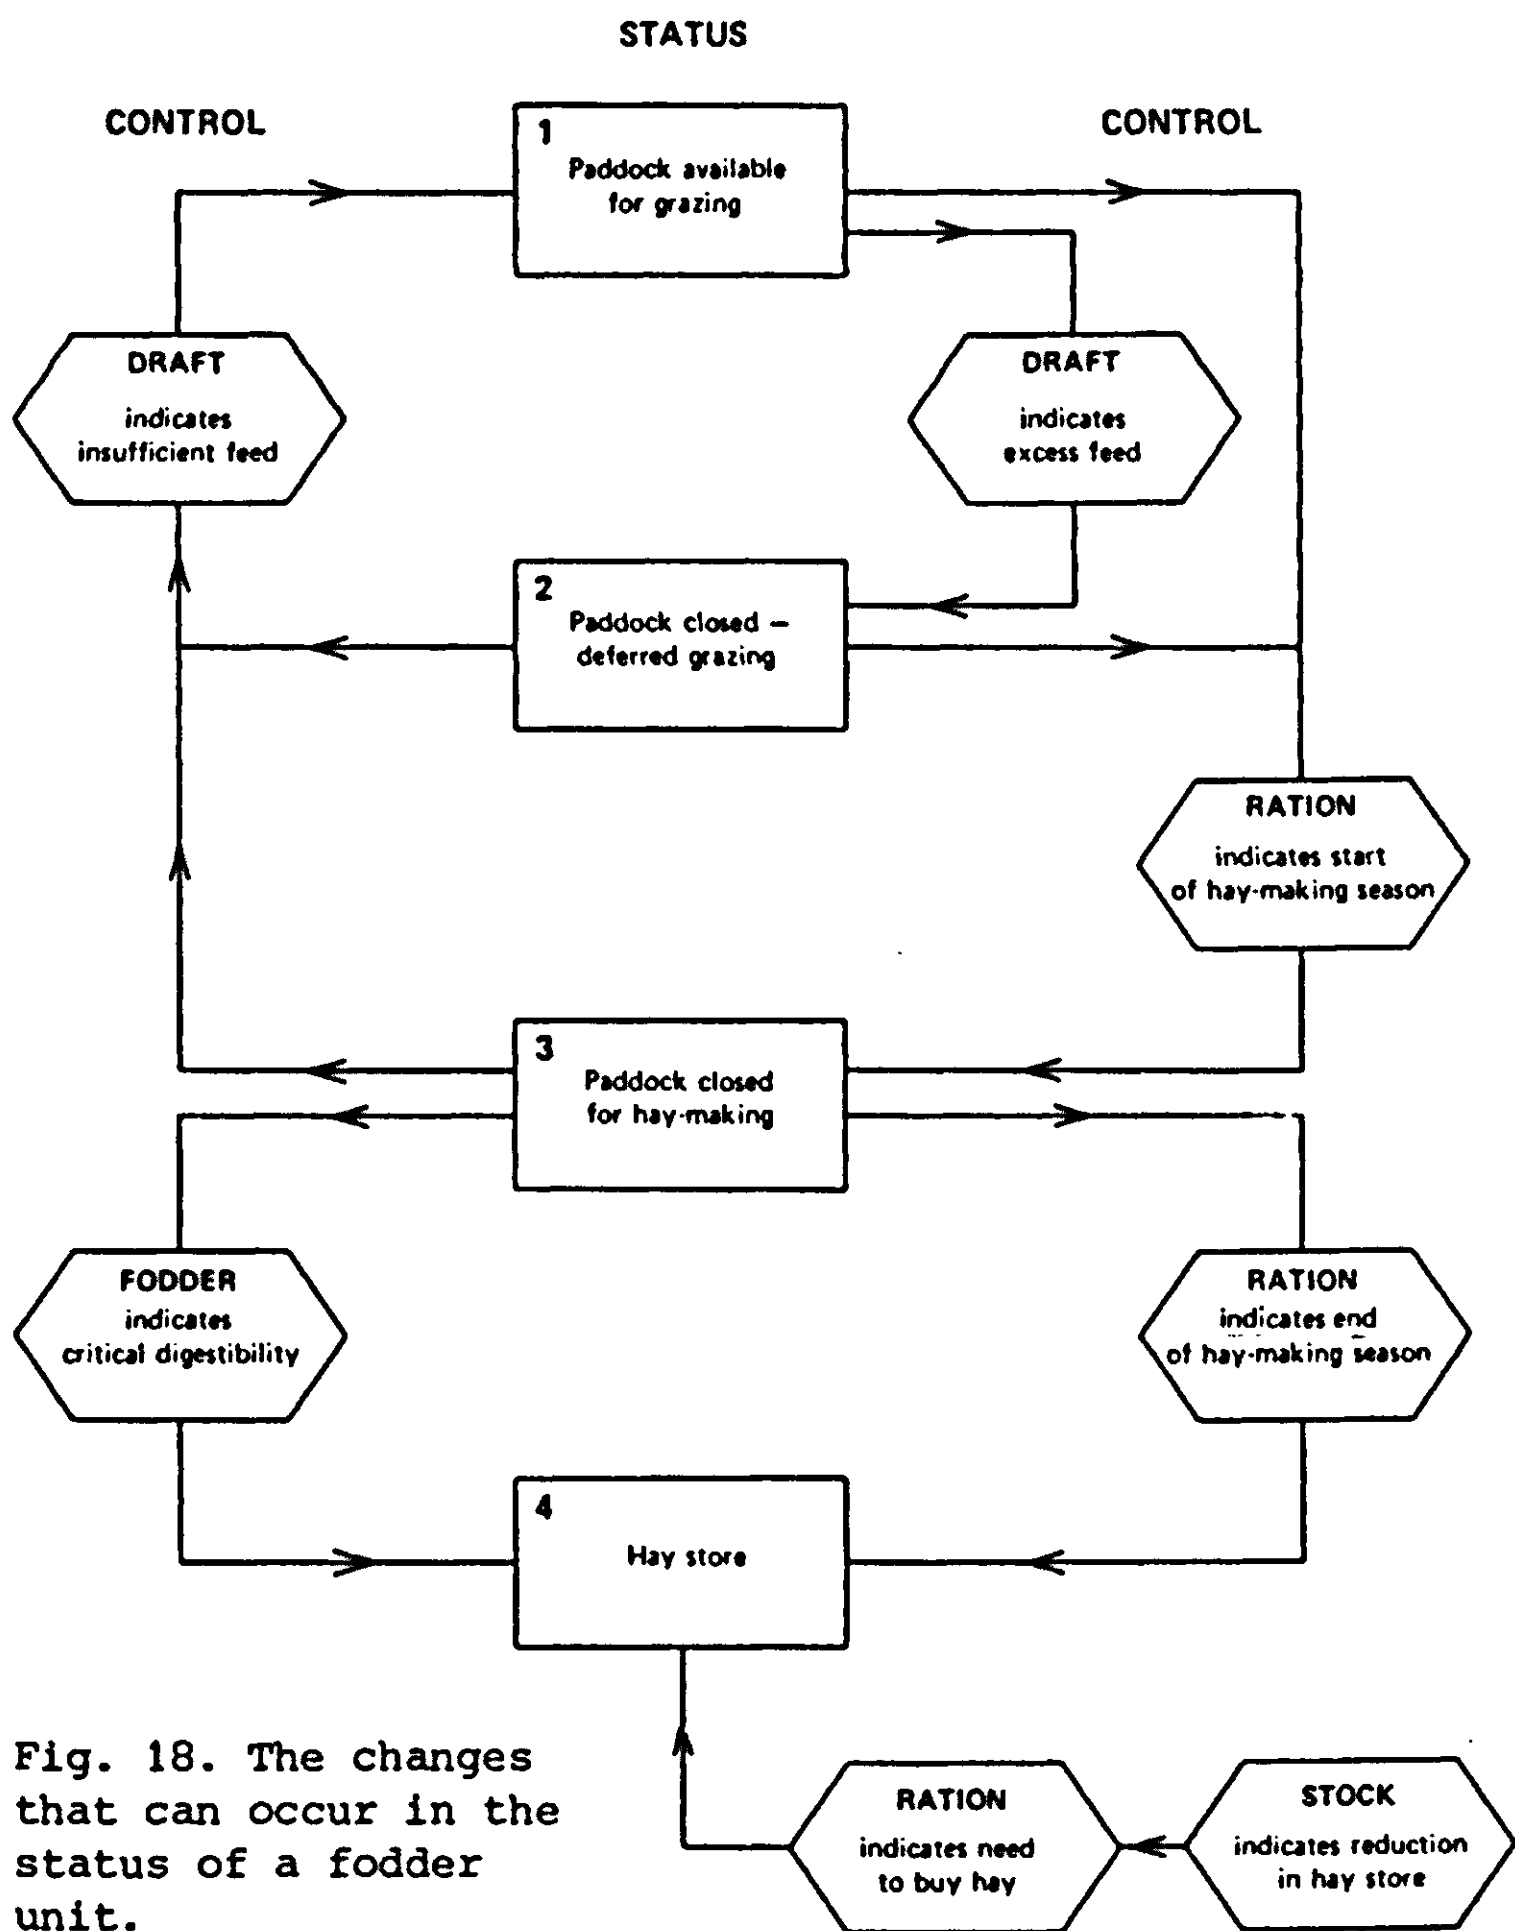 STATUS
CONTROL
CONTROL
1
Paddock available
for grazing
DRAFT
indicates
insufficient feed
DRAFT
indicates
excess feed
2
Paddock closed –
deferred grazing
RATION
indicates start
of hay-making season
3
Paddock closed
for hay-making
FODDER
indicates
critical digestibility
RATION
indicates end
of hay-making season
4
Hay store
RATION
indicates need
to buy hay
STOCK
indicates reduction
in hay store
Fig. 18. The changes
that can occur in the
status of a fodder
unit.